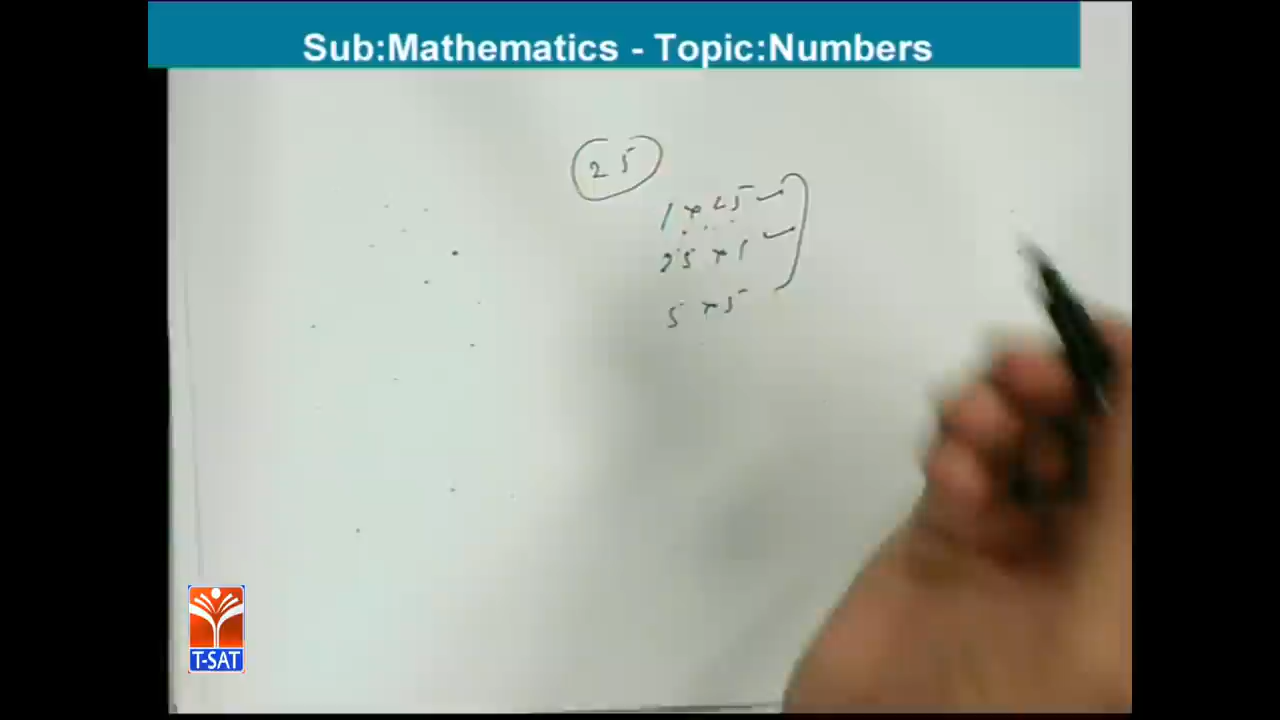 Sub:Mathematics - Topic:Numbers
25
1 × 25
25 × 1
5 × 5
T-SAT